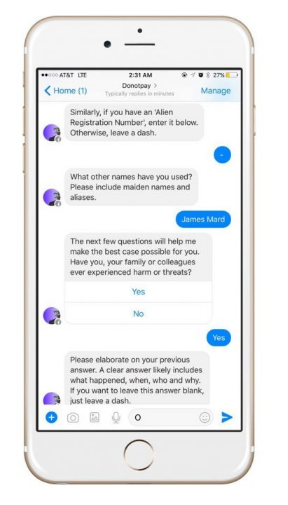 AT&T LTE 2:31 AM 27%
Home (1) Donotpay > Manage
Typically replies in minutes
Similarly, if you have an 'Alien
Registration Number', enter it below.
Otherwise, leave a dash.
-
What other names have you used?
Please include maiden names and
aliases.
James Mard
The next few questions will help me
make the best case possible for you.
Have you, your family or colleagues
ever experienced harm or threats?
Yes
No
Yes
Please elaborate on your previous
answer. A clear answer likely includes
what happened, when, who and why.
If you want to leave this answer blank,
just leave a dash.
O